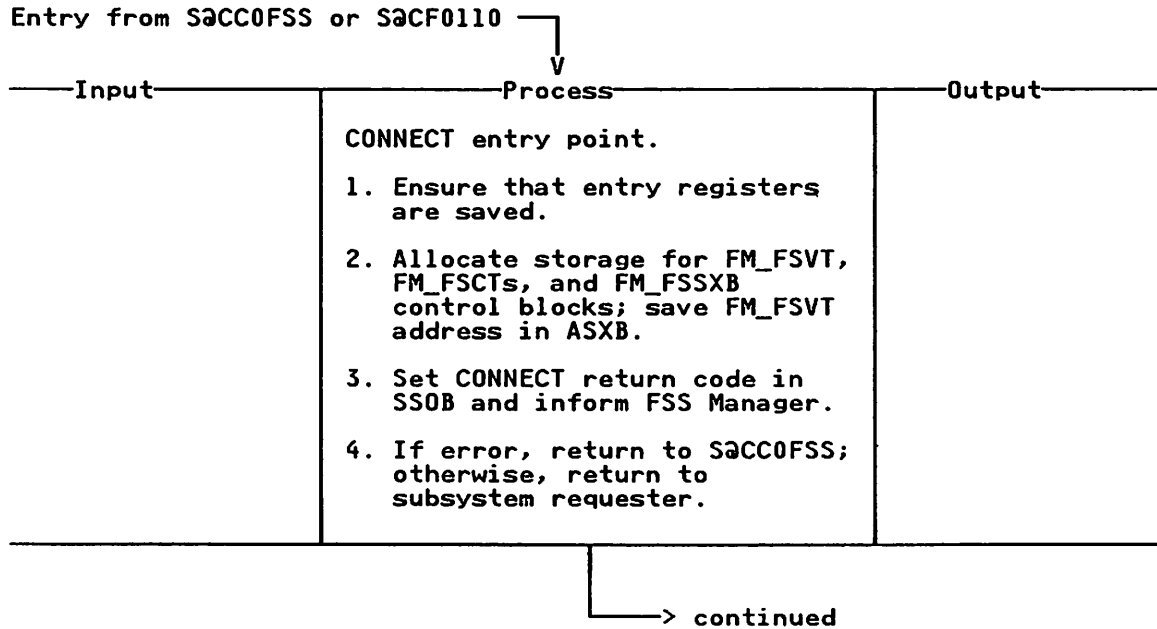 Entry from S∂CC0FSS or S∂CF0110
V
Input
Process
Output
CONNECT entry point.
1. Ensure that entry registers
are saved.
2. Allocate storage for FM_FSVT,
FM_FSCTs, and FM_FSSXB
control blocks; save FM_FSVT
address in ASXB.
3. Set CONNECT return code in
SSOB and inform FSS Manager.
4. If error, return to S∂CC0FSS;
otherwise, return to
subsystem requester.
> continued